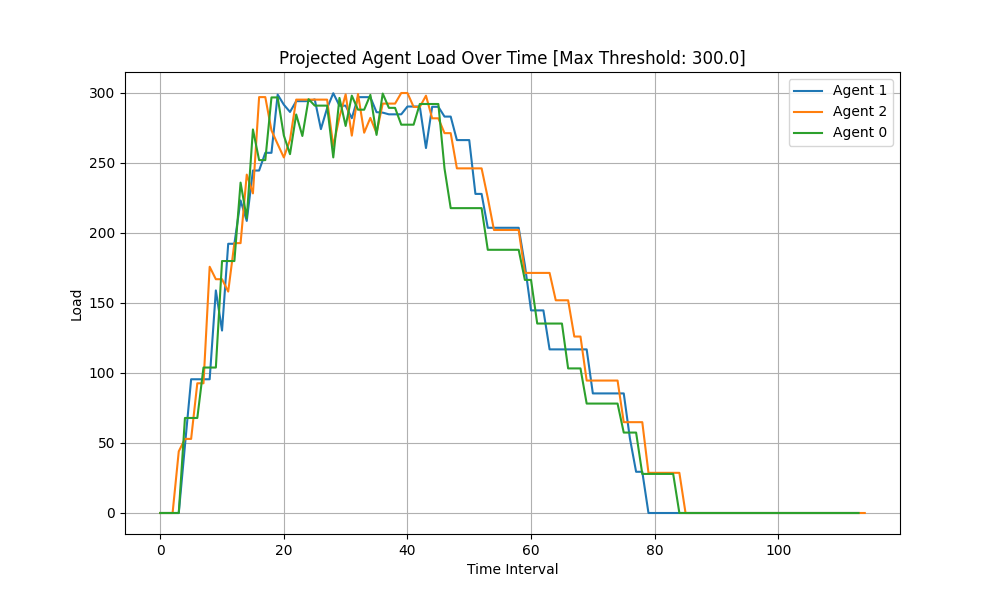 Projected Agent Load Over Time [Max Threshold: 300.0]
Agent 1
Agent 2
Agent 0
Load
300
250
200
150
100
50
0
0 20 40 60 80 100
Time Interval